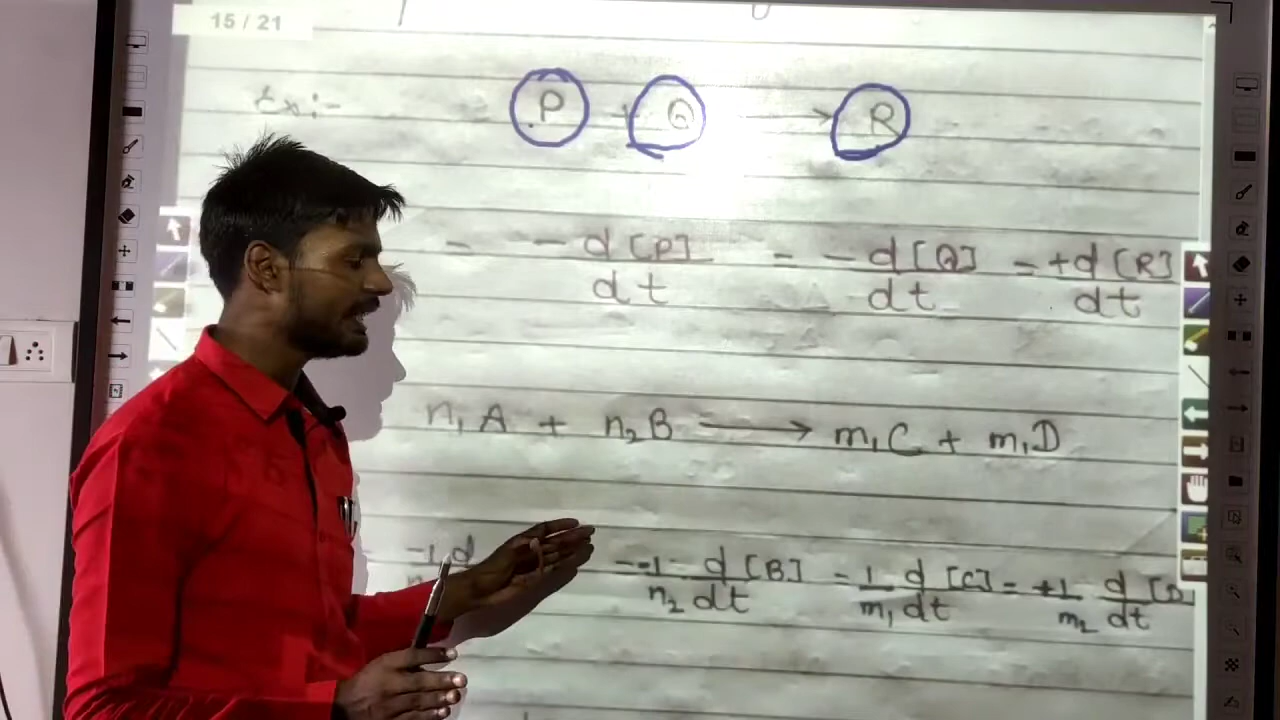 15 / 21
Ex:- P + Q → R
= - d[P]/dt = - d[Q]/dt = +d[R]/dt
n₁A + n₂B → m₁C + m₁D
-1 d = -1/n₂ d[B]/dt = 1/m₁ d[C]/dt = +1/m₂ d[D/dt